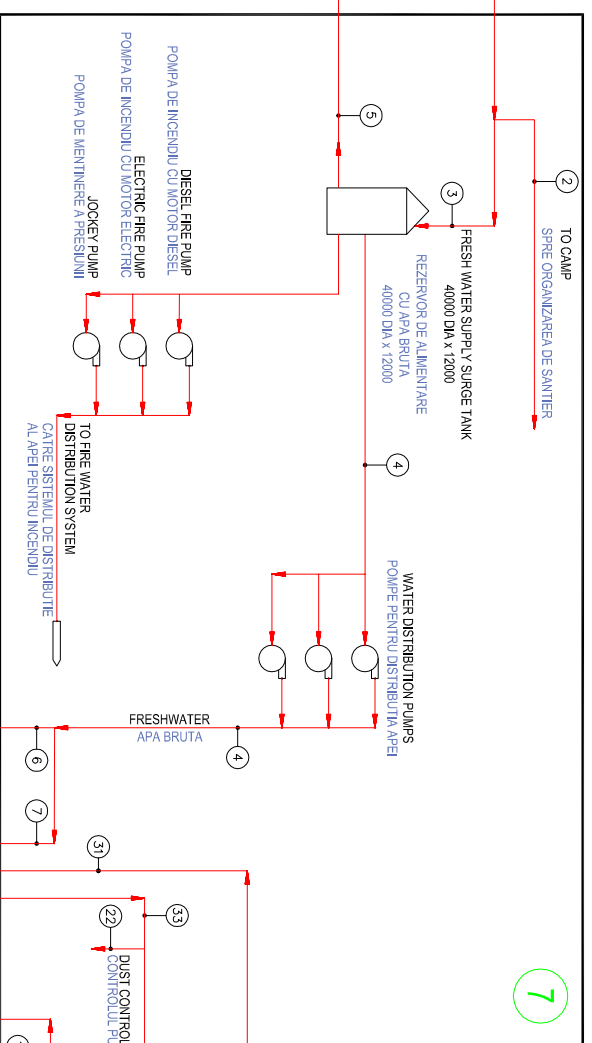 2
TO CAMP
SPRE ORGANIZAREA DE SANTIER
3
FRESH WATER SUPPLY SURGE TANK
40000 DIA x 12000
REZERVOR DE ALIMENTARE
CU APA BRUTA
40000 DIA x 12000
5
4
WATER DISTRIBUTION PUMPS
POMPE PENTRU DISTRIBUTIA APEI
DIESEL FIRE PUMP
POMPA DE INCENDIU CU MOTOR DIESEL
ELECTRIC FIRE PUMP
POMPA DE INCENDIU CU MOTOR ELECTRIC
JOCKEY PUMP
POMPA DE MENTINERE A PRESIUNII
TO FIRE WATER
DISTRIBUTION SYSTEM
CATRE SISTEMUL DE DISTRIBUTIE
AL APEI PENTRU INCENDIU
FRESHWATER
APA BRUTA
4
6
7
31
33
22
DUST CONTROL
CONTROLUL PU
7